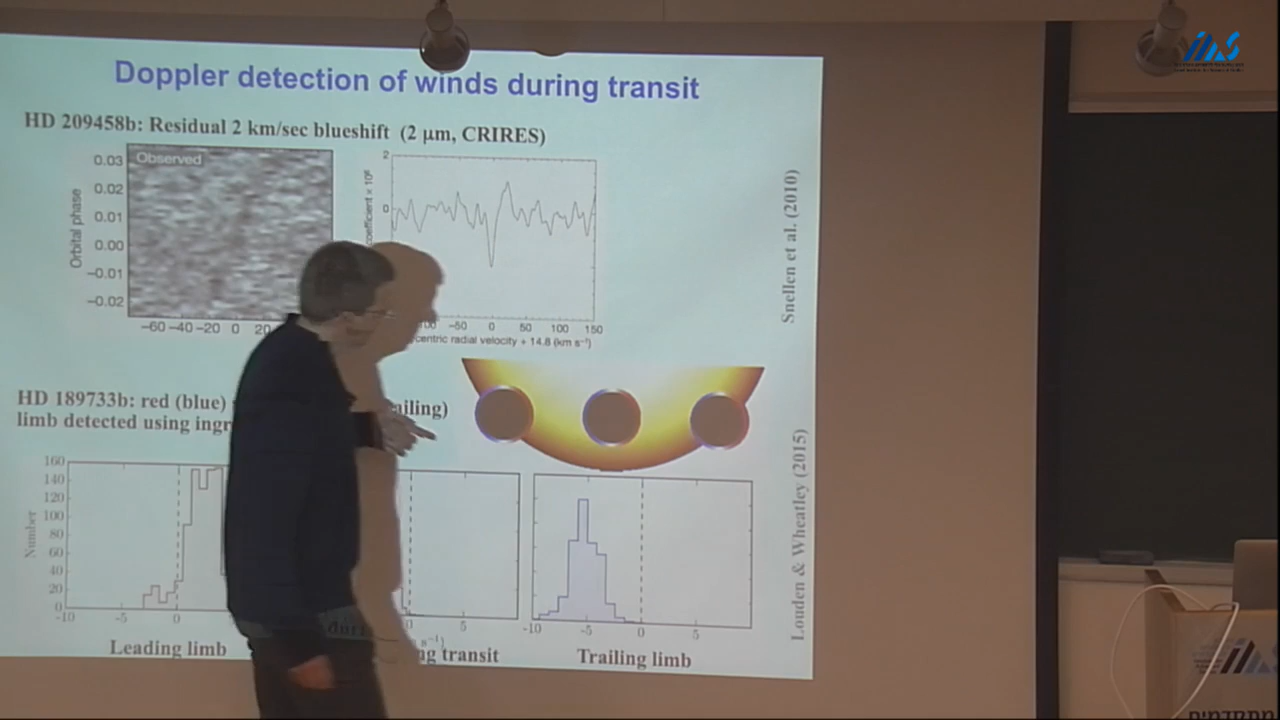 Doppler detection of winds during transit
HD 209458b: Residual 2 km/sec blueshift (2 μm, CRIRES)
Observed
Orbital phase
0.03
0.02
0.01
0.00
−0.01
−0.02
−60 −40 −20 0 20
2
0
−50 0 50 100 150
centric radial velocity + 14.8 (km s⁻¹)
Snellen et al. (2010)
HD 189733b: red (blue)
limb detected using
Number
160
140
120
100
80
60
40
20
0
-10 -5 0
5
-10 -5 0 5
Leading limb
transit
Trailing limb
Louden & Wheatley (2015)